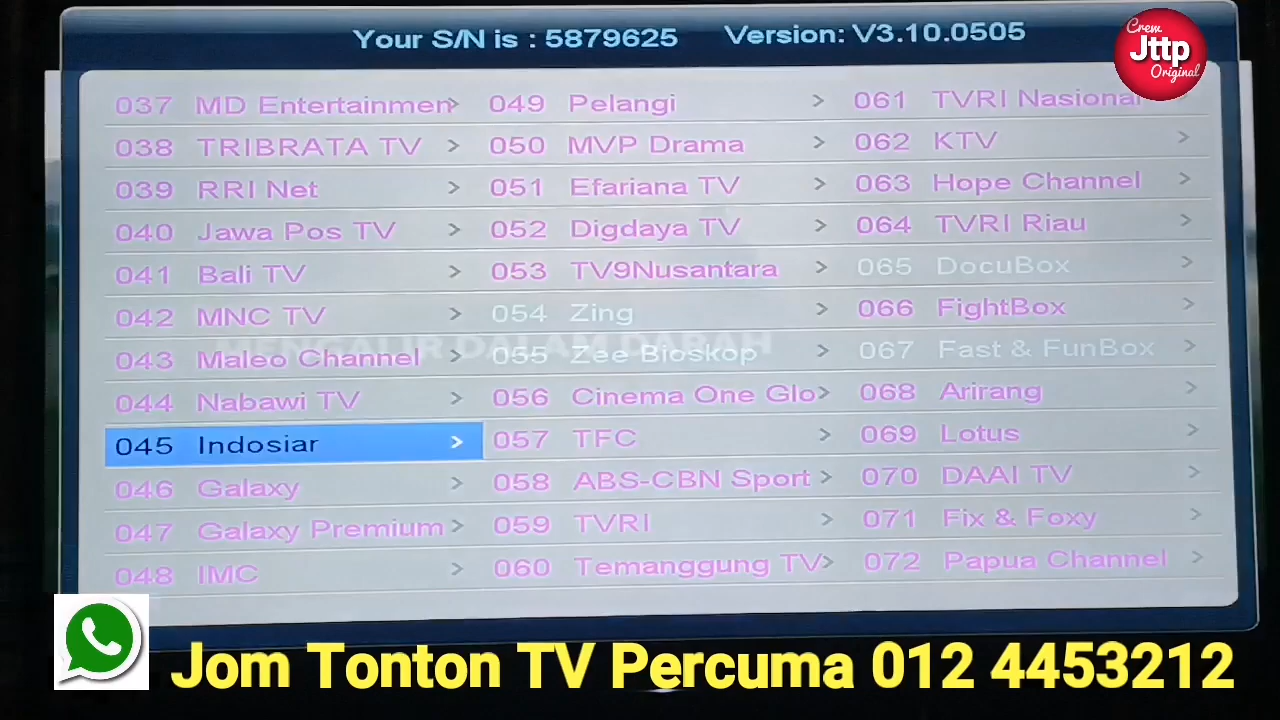 Your S/N is : 5879625 Version: V3.10.0505
Crew
Jttp
Original
037 MD Entertainmen> 049 Pelangi > 061 TVRI Nasional
038 TRIBRATA TV > 050 MVP Drama > 062 KTV >
039 RRI Net > 051 Efariana TV > 063 Hope Channel >
040 Jawa Pos TV > 052 Digdaya TV > 064 TVRI Riau >
041 Bali TV > 053 TV9Nusantara > 065 DocuBox >
042 MNC TV > 054 Zing > 066 FightBox >
MENGALIR DALAM DARAH
043 Maleo Channel > 055 Zee Bioskop > 067 Fast & FunBox >
044 Nabawi TV > 056 Cinema One Glo> 068 Arirang >
045 Indosiar > 057 TFC > 069 Lotus >
046 Galaxy > 058 ABS-CBN Sport > 070 DAAI TV >
047 Galaxy Premium > 059 TVRI > 071 Fix & Foxy >
048 IMC > 060 Temanggung TV> 072 Papua Channel >
Jom Tonton TV Percuma 012 4453212